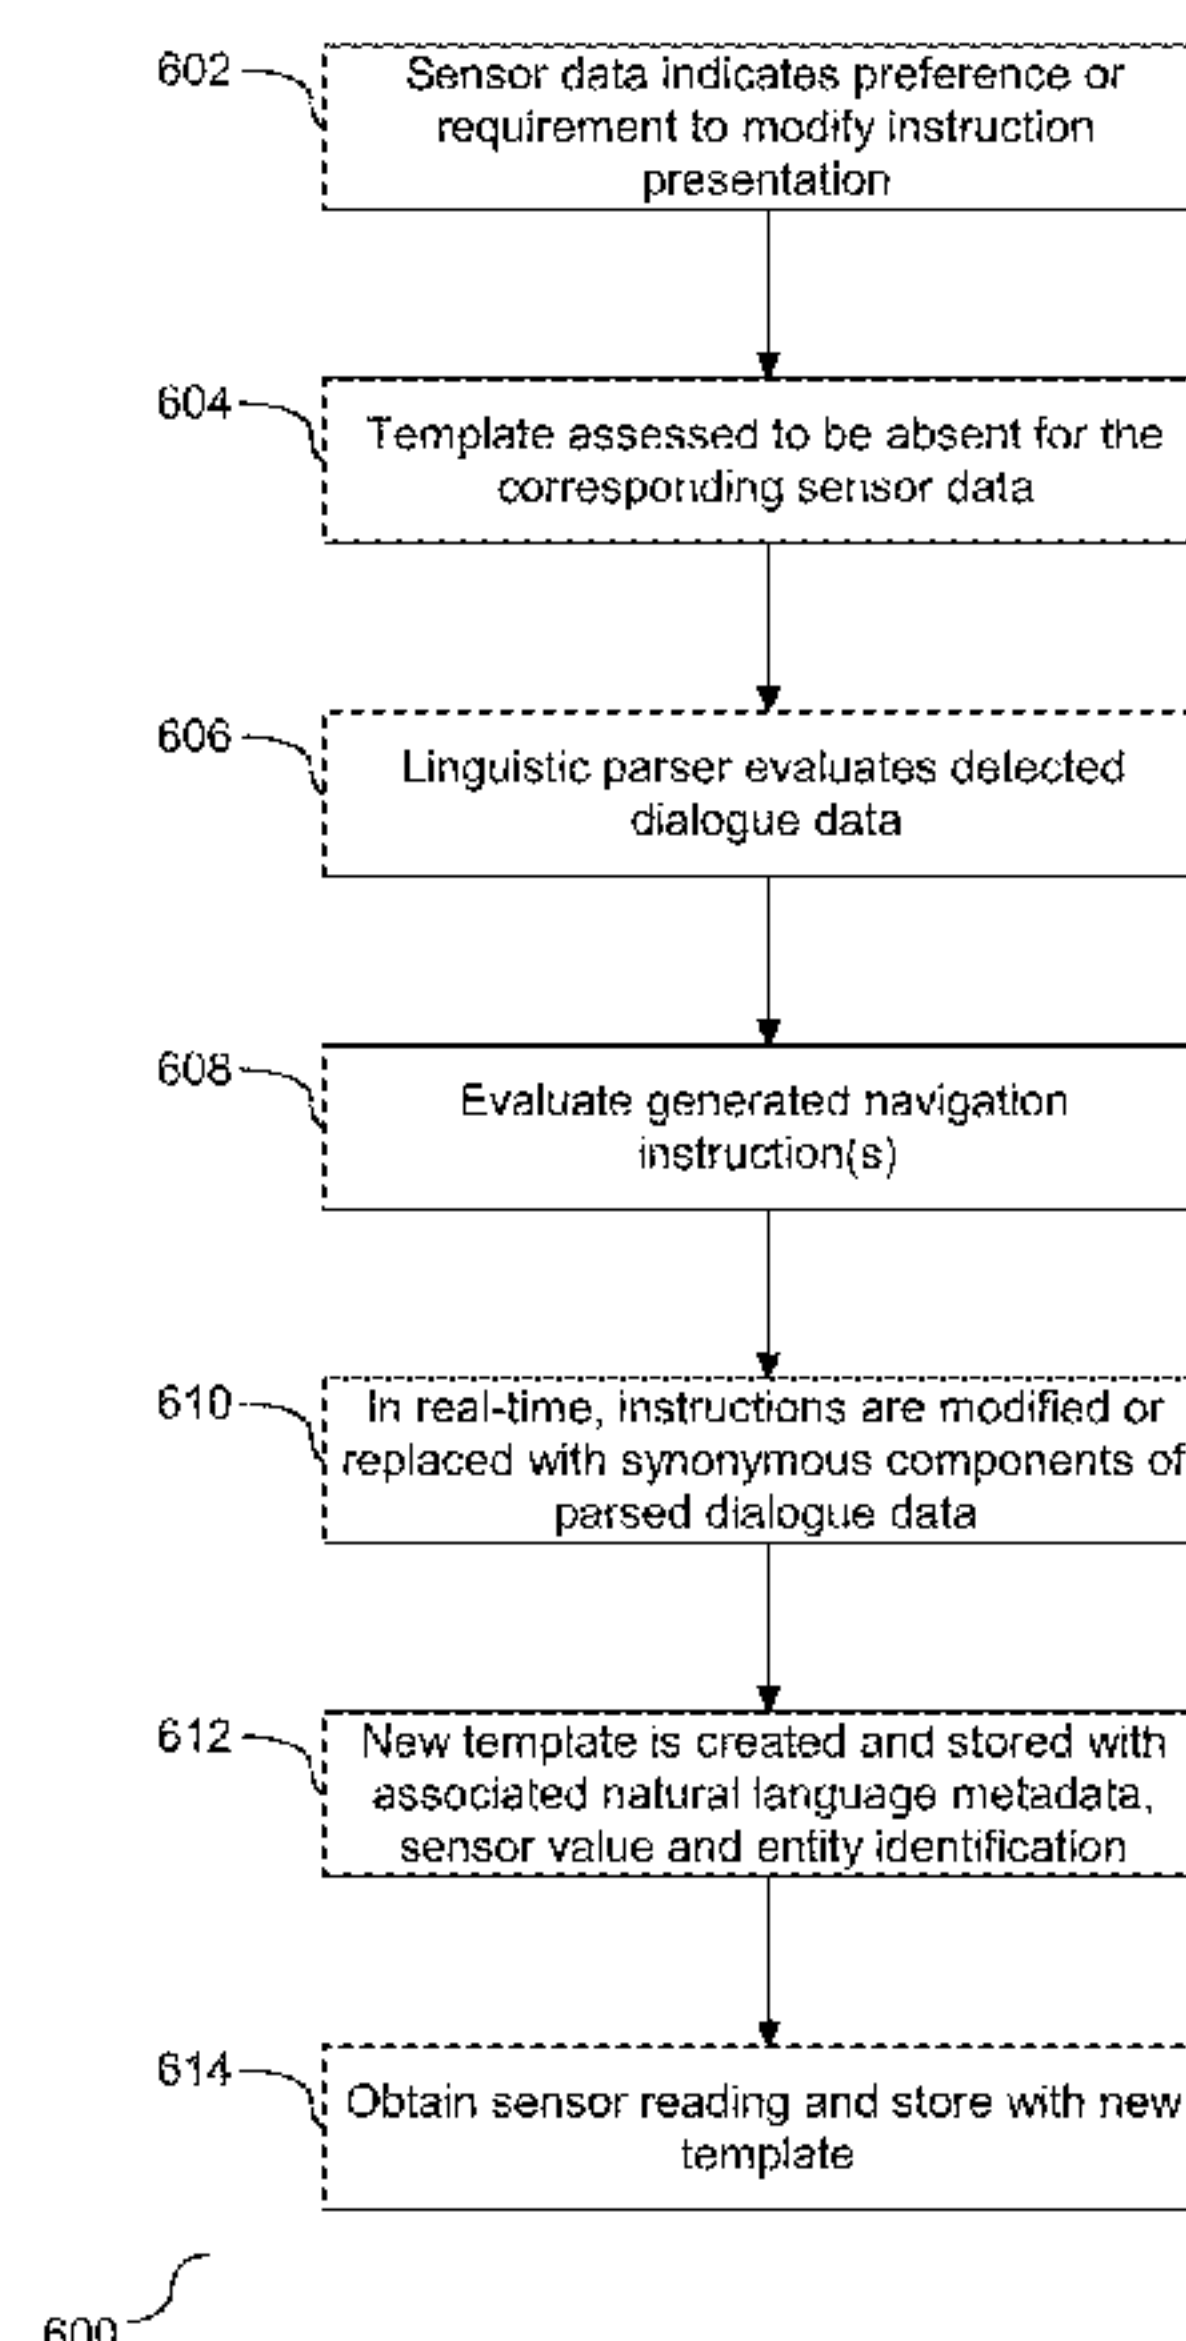 602
Sensor data indicates preference or
requirement to modify instruction
presentation
604
Template assessed to be absent for the
corresponding sensor data
606
Linguistic parser evaluates detected
dialogue data
608
Evaluate generated navigation
instruction(s)
610
In real-time, instructions are modified or
replaced with synonymous components of
parsed dialogue data
612
New template is created and stored with
associated natural language metadata,
sensor value and entity identification
614
Obtain sensor reading and store with new
template
600